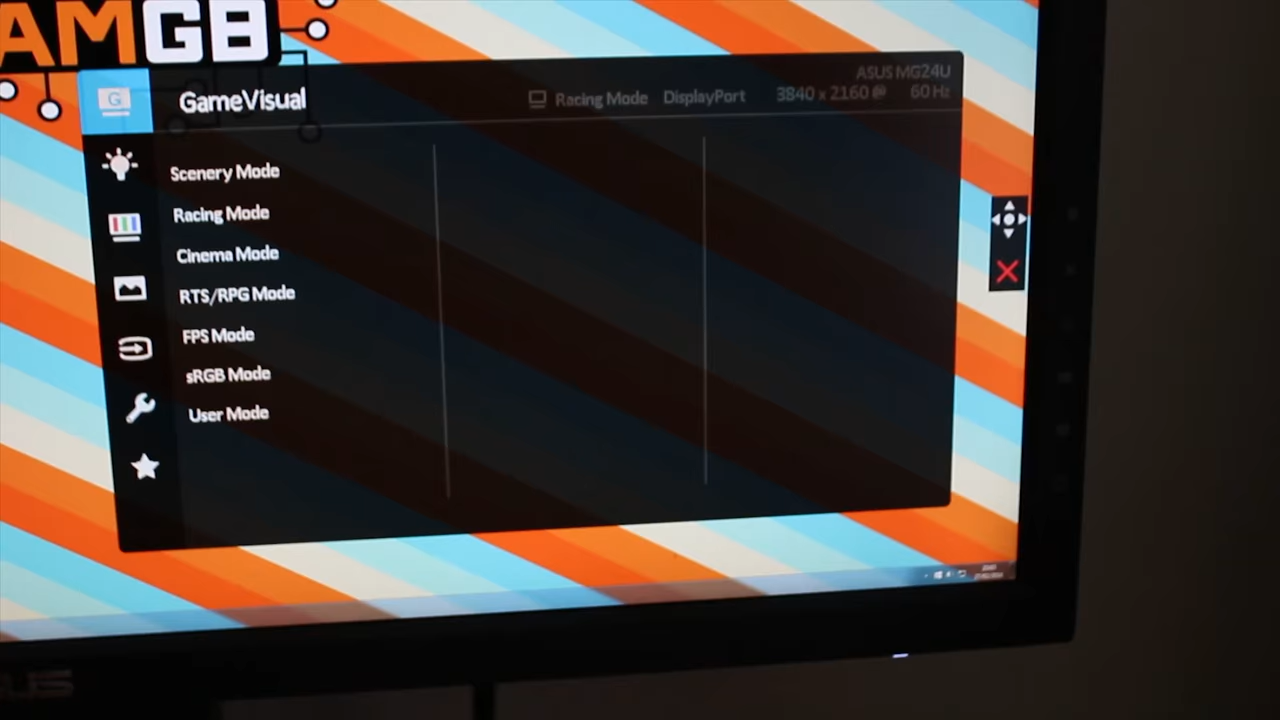 AMGB
ASUS MG24U
GameVisual
Racing Mode DisplayPort 3840 x 2160 @ 60 Hz
Scenery Mode
Racing Mode
Cinema Mode
RTS/RPG Mode
FPS Mode
sRGB Mode
User Mode